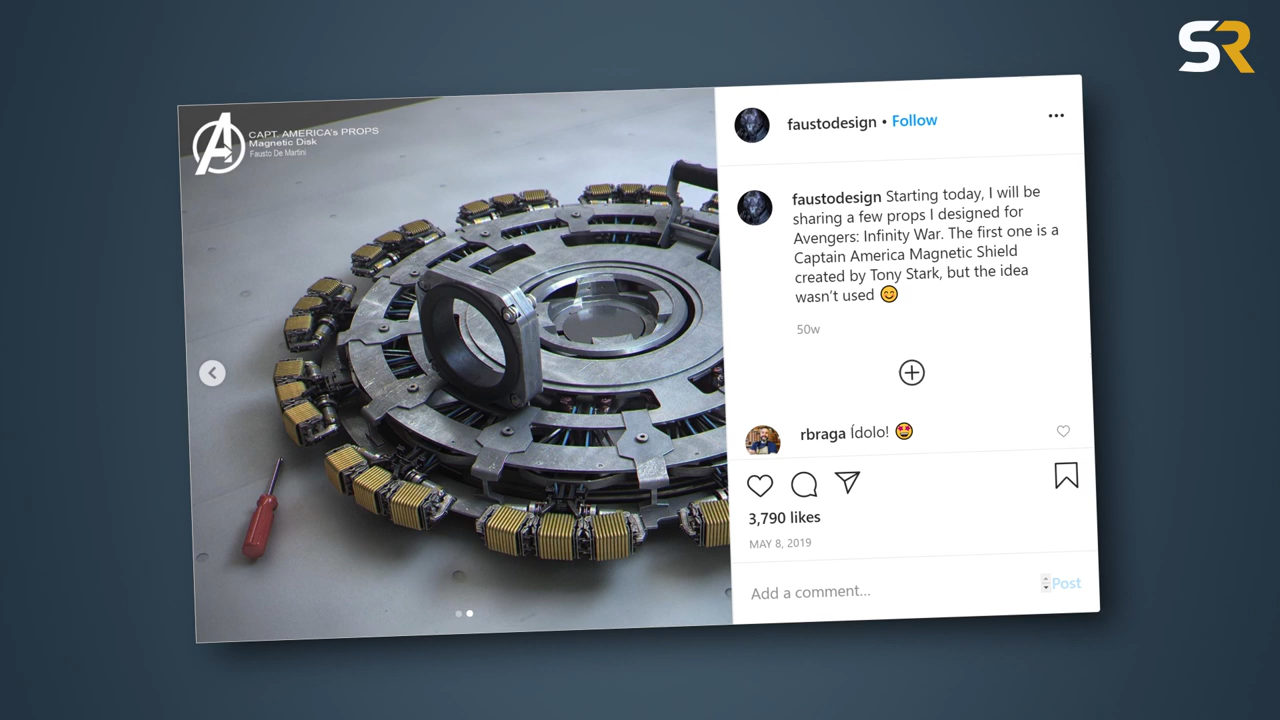 SR
CAPT. AMERICA's PROPS
Magnetic Disk
Fausto De Martini
faustodesign • Follow
faustodesign Starting today, I will be
sharing a few props I designed for
Avengers: Infinity War. The first one is a
Captain America Magnetic Shield
created by Tony Stark, but the idea
wasn't used 😊
50w
rbraga Ídolo! 🤩
3,790 likes
MAY 8, 2019
Add a comment...
Post